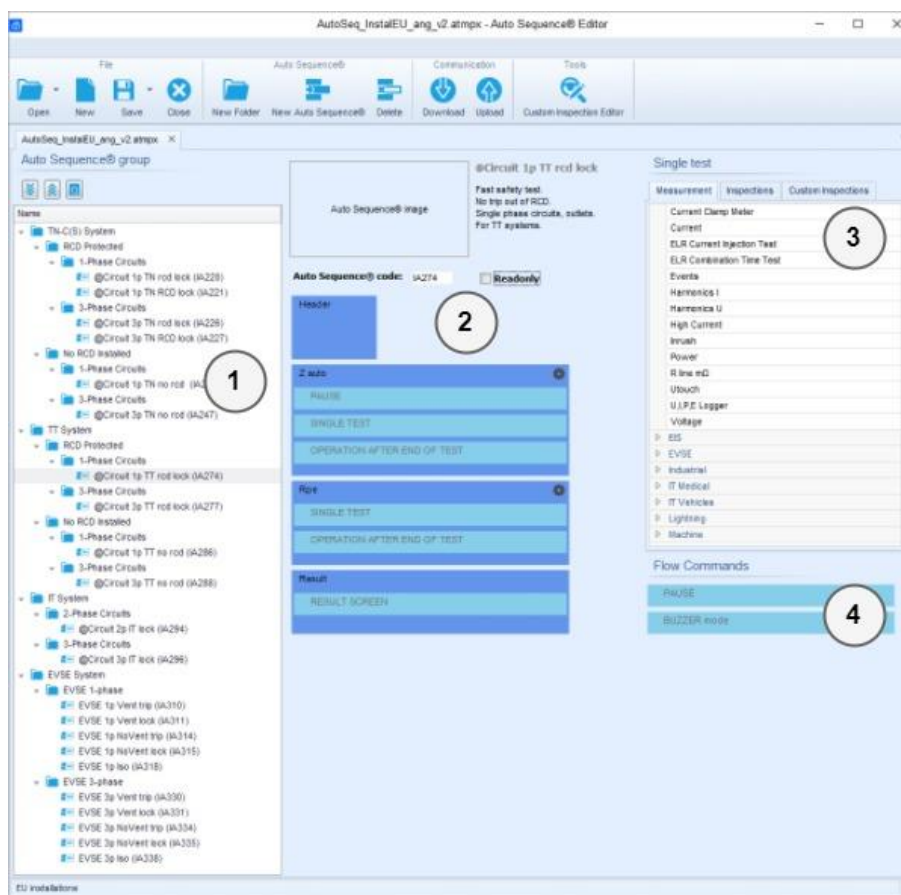 AutoSeq_InstalEU_ang_v2.atmpx - Auto Sequence® Editor
File
Auto Sequence®
Communication
Tools
Open
New
Save
Close
New Folder
New Auto Sequence®
Delete
Download
Upload
Custom Inspection Editor
AutoSeq_InstalEU_ang_v2.atmpx
Auto Sequence® group
Name
TN-C(S) System
RCD Protected
1-Phase Circuits
@Circuit 1p TN rcd lock (IA220)
@Circuit 1p TN RCD lock (IA221)
3-Phase Circuits
@Circuit 3p TN rcd lock (IA226)
@Circuit 3p TN RCD lock (IA227)
No RCD Installed
1-Phase Circuits
@Circuit 1p TN no rcd
3-Phase Circuits
@Circuit 3p TN no rcd (IA247)
1
TT System
RCD Protected
1-Phase Circuits
@Circuit 1p TT rcd lock (IA274)
3-Phase Circuits
@Circuit 3p TT rcd lock (IA277)
No RCD Installed
1-Phase Circuits
@Circuit 1p TT no rcd (IA286)
3-Phase Circuits
@Circuit 3p TT no rcd (IA288)
IT System
2-Phase Circuits
@Circuit 2p IT lock (IA294)
3-Phase Circuits
@Circuit 3p IT lock (IA296)
EVSE System
EVSE 1-phase
EVSE 1p Vent trip (IA310)
EVSE 1p Vent lock (IA311)
EVSE 1p NoVent trip (IA314)
EVSE 1p NoVent lock (IA315)
EVSE 1p Iso (IA318)
EVSE 3-phase
EVSE 3p Vent trip (IA330)
EVSE 3p Vent lock (IA331)
EVSE 3p NoVent trip (IA334)
EVSE 3p NoVent lock (IA335)
EVSE 3p Iso (IA338)
EU installations
Auto Sequence® image
@Circuit 1p TT rcd lock
Fast safety test.
No trip out of RCD.
Single phase circuits, outlets.
For TT systems.
Auto Sequence® code:
IA274
Readonly
Header
2
Z auto
PAUSE
SINGLE TEST
OPERATION AFTER END OF TEST
Rpe
SINGLE TEST
OPERATION AFTER END OF TEST
Result
RESULT SCREEN
Single test
Measurement
Inspections
Custom Inspections
Current Clamp Meter
Current
ELR Current Injection Test
ELR Combination Time Test
Events
Harmonics I
Harmonics U
High Current
Inrush
Power
R line mΩ
Utouch
U,I,P,E Logger
Voltage
3
EIS
EVSE
Industrial
IT Medical
IT Vehicles
Lightning
Machine
Flow Commands
PAUSE
BUZZER mode
4